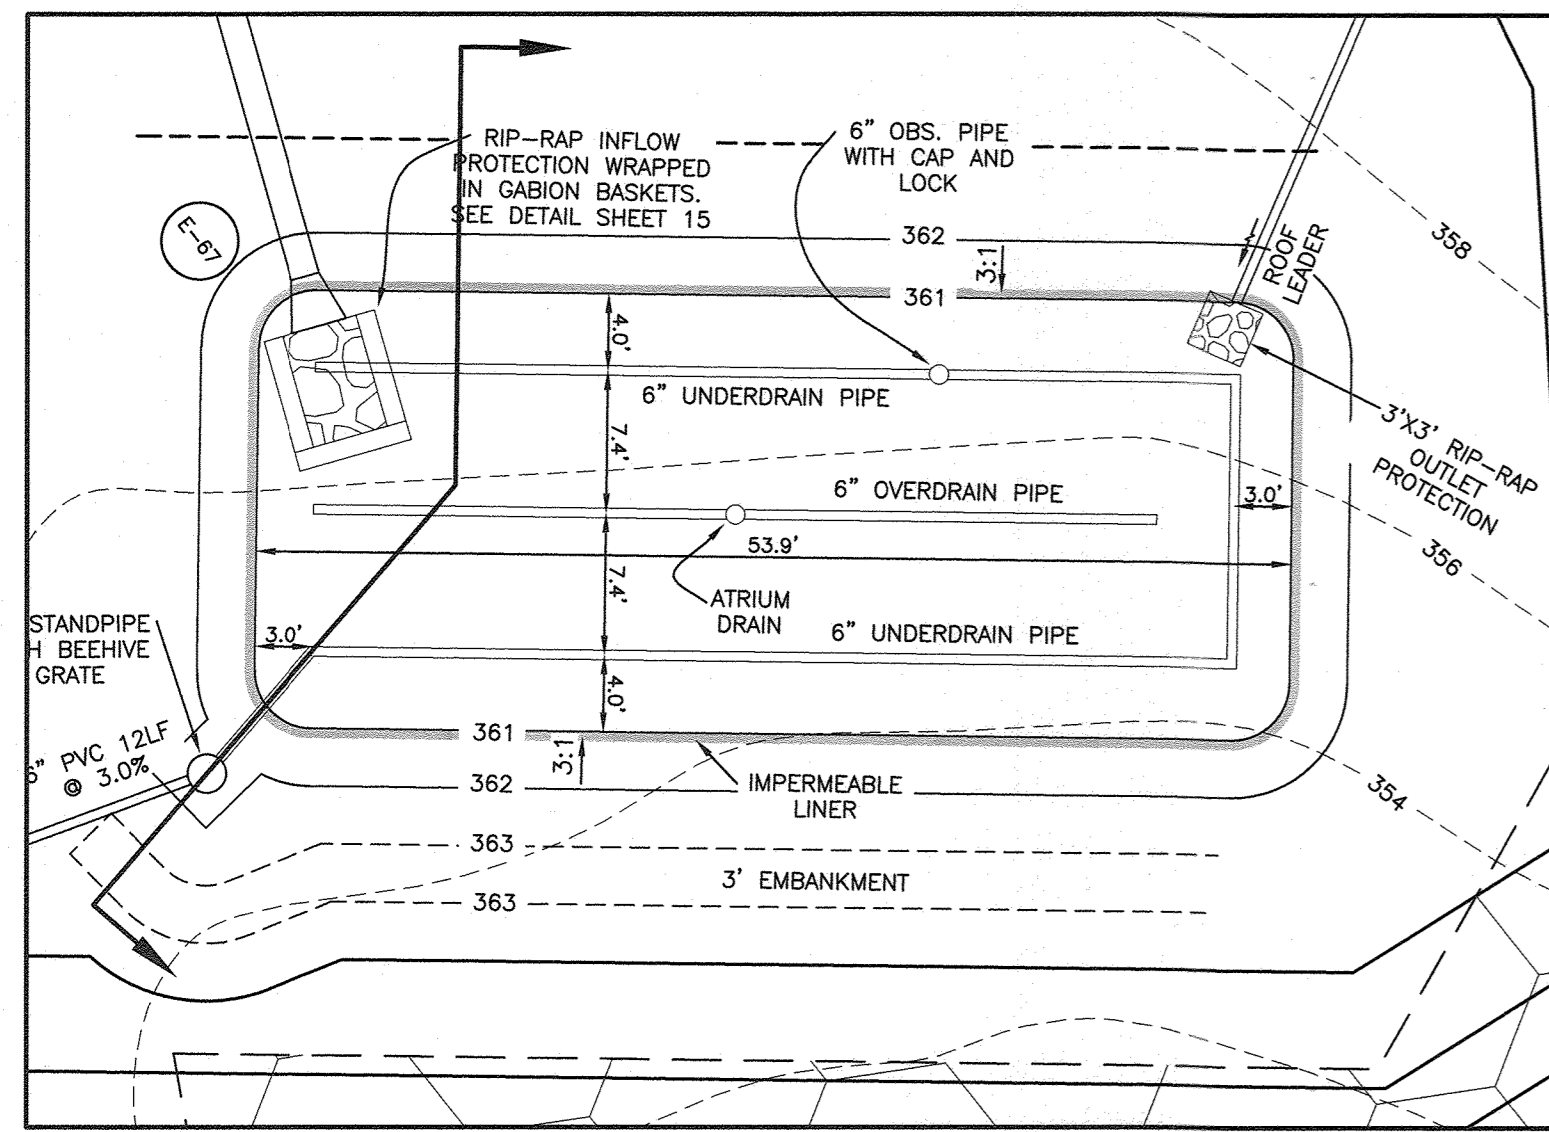 RIP-RAP INFLOW
PROTECTION WRAPPED
IN GABION BASKETS.
SEE DETAIL SHEET 15
6" OBS. PIPE
WITH CAP AND
LOCK
E-67
362
3:1
ROOF
LEADER
358
361
4.0'
6" UNDERDRAIN PIPE
3'X3' RIP-RAP
OUTLET
PROTECTION
7.4'
6" OVERDRAIN PIPE
3.0'
53.9'
356
7.4'
ATRIUM
DRAIN
STANDPIPE
H BEEHIVE
GRATE
3.0'
6" UNDERDRAIN PIPE
4.0'
6" PVC 12LF
@ 3.0%
361
3:1
362
IMPERMEABLE
LINER
354
363
3' EMBANKMENT
363